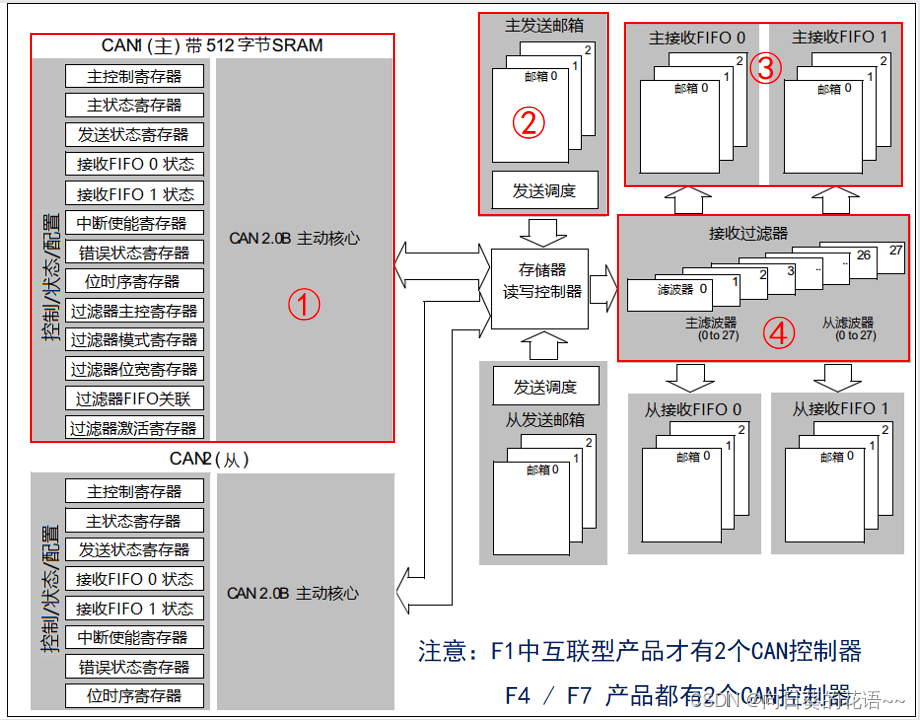 CAN1 (主) 带 512 字节SRAM
控制/状态/配置
主控制寄存器
主状态寄存器
发送状态寄存器
接收FIFO 0 状态
接收FIFO 1 状态
中断使能寄存器
错误状态寄存器
位时序寄存器
过滤器主控寄存器
过滤器模式寄存器
过滤器位宽寄存器
过滤器FIFO关联
过滤器激活寄存器
CAN 2.0B 主动核心
①
主发送邮箱
2
1
邮箱 0
②
发送调度
主接收FIFO 0
2
1
邮箱 0
③
主接收FIFO 1
2
1
邮箱 0
存储器
读写控制器
接收过滤器
滤波器 0
1
2
3
..
..
26
27
主滤波器
(0 to 27)
④
从滤波器
(0 to 27)
发送调度
从发送邮箱
2
1
邮箱 0
从接收FIFO 0
2
1
邮箱 0
从接收FIFO 1
2
1
邮箱 0
CAN2 (从)
控制/状态/配置
主控制寄存器
主状态寄存器
发送状态寄存器
接收FIFO 0 状态
接收FIFO 1 状态
中断使能寄存器
错误状态寄存器
位时序寄存器
CAN 2.0B 主动核心
注意：F1中互联型产品才有2个CAN控制器
F4 / F7 产品都有2个CAN控制器
CSDN @向日葵的花语~~